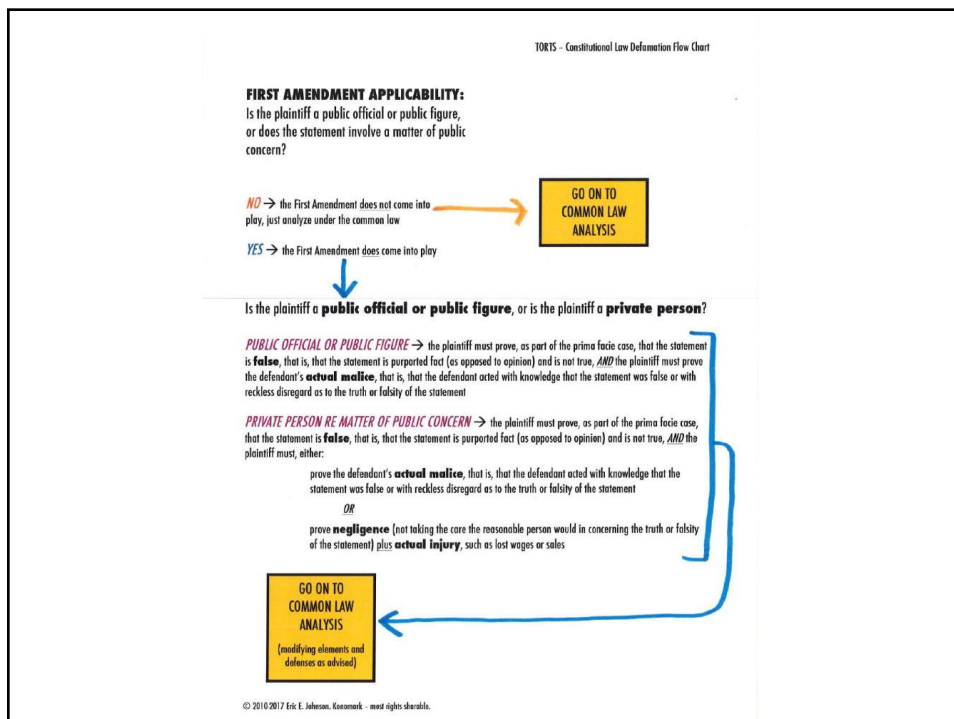 TORTS – Constitutional Law Defamation Flow Chart
FIRST AMENDMENT APPLICABILITY:
Is the plaintiff a public official or public figure,
or does the statement involve a matter of public
concern?
NO → the First Amendment does not come into
play, just analyze under the common law
GO ON TO
COMMON LAW
ANALYSIS
YES → the First Amendment does come into play
Is the plaintiff a public official or public figure, or is the plaintiff a private person?
PUBLIC OFFICIAL OR PUBLIC FIGURE → the plaintiff must prove, as part of the prima facie case, that the statement
is false, that is, that the statement is purported fact (as opposed to opinion) and is not true, AND the plaintiff must prove
the defendant's actual malice, that is, that the defendant acted with knowledge that the statement was false or with
reckless disregard as to the truth or falsity of the statement
PRIVATE PERSON RE MATTER OF PUBLIC CONCERN → the plaintiff must prove, as part of the prima facie case,
that the statement is false, that is, that the statement is purported fact (as opposed to opinion) and is not true, AND the
plaintiff must, either:
prove the defendant's actual malice, that is, that the defendant acted with knowledge that the
statement was false or with reckless disregard as to the truth or falsity of the statement
OR
prove negligence (not taking the care the reasonable person would in concerning the truth or falsity
of the statement) plus actual injury, such as lost wages or sales
GO ON TO
COMMON LAW
ANALYSIS
(modifying elements and
defenses as advised)
© 2010-2017 Eric E. Johnson. Konomark – most rights sharable.